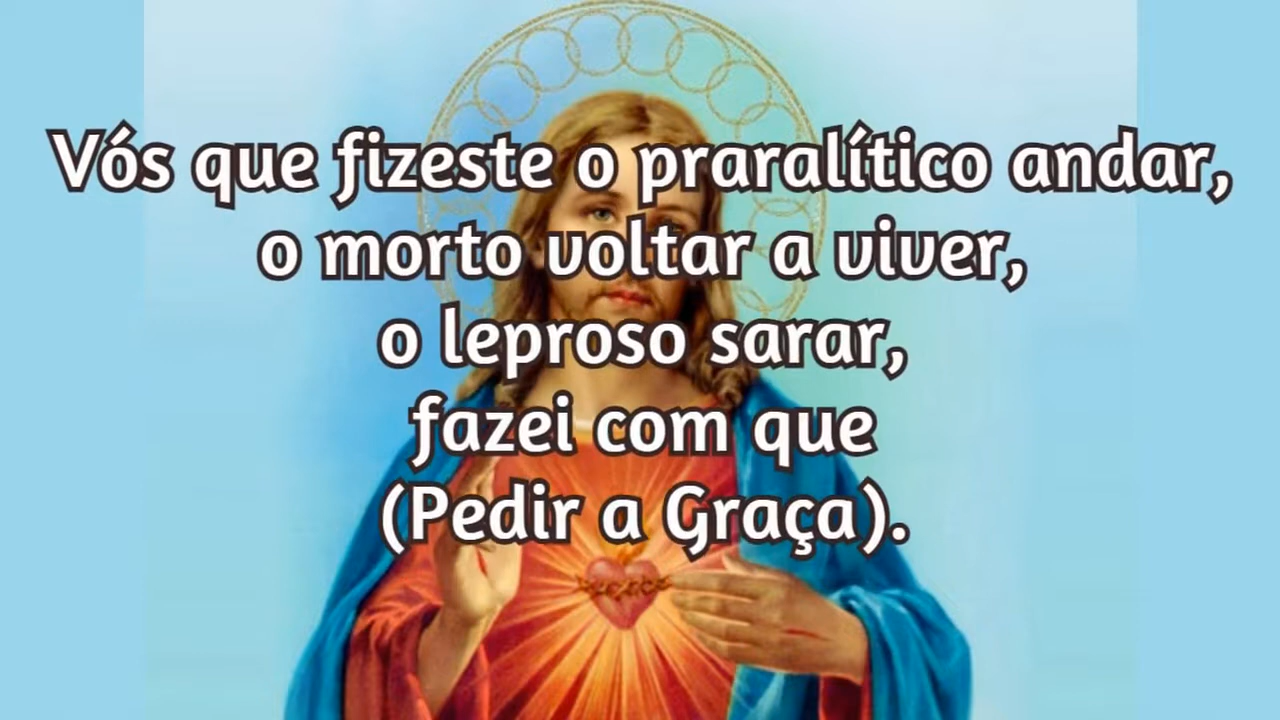 Vós que fizeste o praralítico andar,
o morto voltar a viver,
o leproso sarar,
fazei com que
(Pedir a Graça).